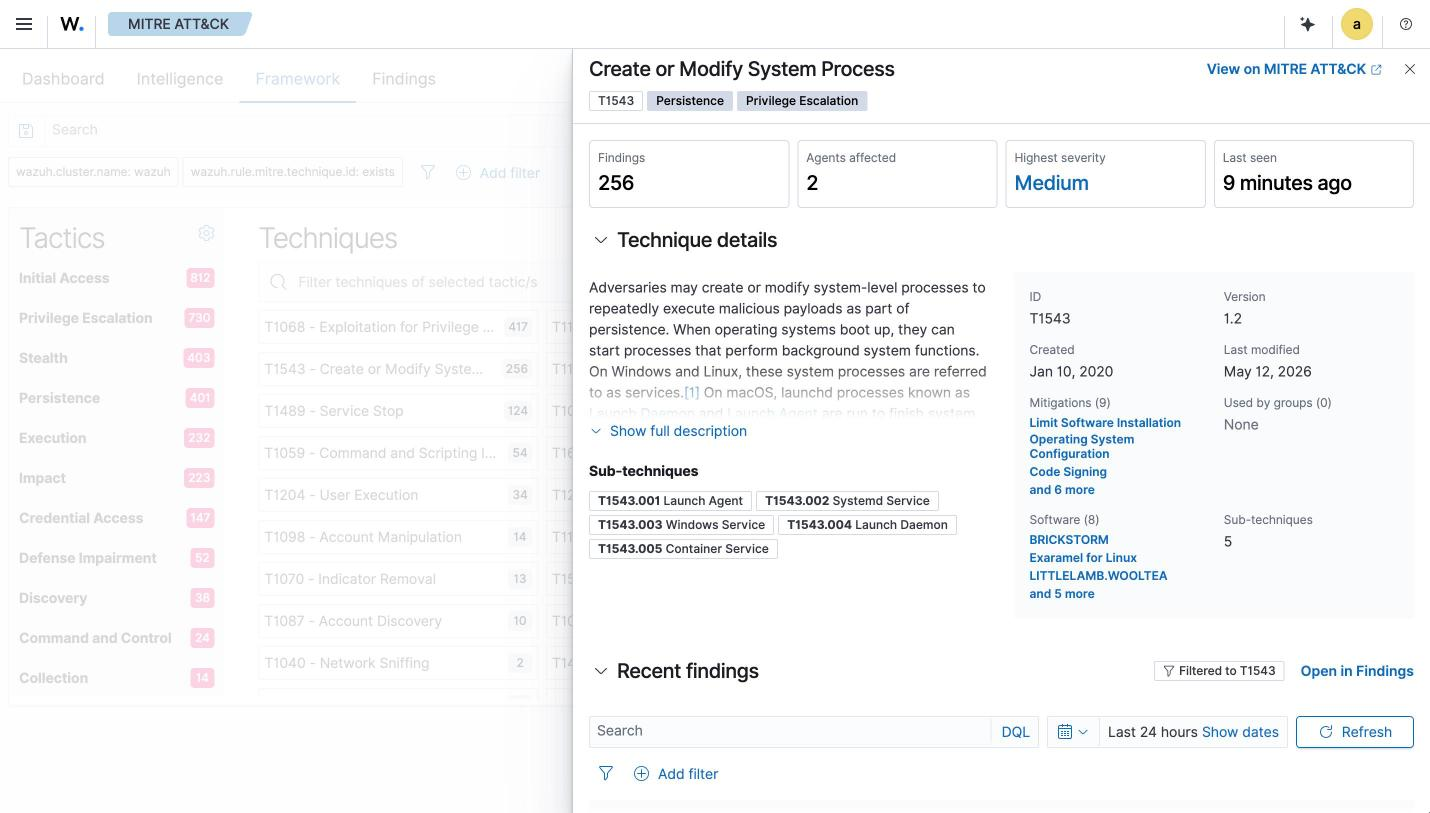 W.
MITRE ATT&CK
a
Dashboard
Intelligence
Framework
Findings
Search
wazuh.cluster.name: wazuh
wazuh.rule.mitre.technique.id: exists
Add filter
Tactics
Initial Access 812
Privilege Escalation 730
Stealth 403
Persistence 401
Execution 232
Impact 223
Credential Access 147
Defense Impairment 52
Discovery 38
Command and Control 24
Collection 14
Techniques
Filter techniques of selected tactic/s
T1068 - Exploitation for Privilege ... 417
T1543 - Create or Modify Syste... 256
T1489 - Service Stop 124
T1059 - Command and Scripting I... 54
T1204 - User Execution 34
T1098 - Account Manipulation 14
T1070 - Indicator Removal 13
T1087 - Account Discovery 10
T1040 - Network Sniffing 2
Create or Modify System Process
View on MITRE ATT&CK
T1543
Persistence
Privilege Escalation
Findings
256
Agents affected
2
Highest severity
Medium
Last seen
9 minutes ago
Technique details
Adversaries may create or modify system-level processes to
repeatedly execute malicious payloads as part of
persistence. When operating systems boot up, they can
start processes that perform background system functions.
On Windows and Linux, these system processes are referred
to as services.[1] On macOS, launchd processes known as
Launch Daemon and Launch Agent are run to finish system
Show full description
Sub-techniques
T1543.001 Launch Agent
T1543.002 Systemd Service
T1543.003 Windows Service
T1543.004 Launch Daemon
T1543.005 Container Service
ID
T1543
Version
1.2
Created
Jan 10, 2020
Last modified
May 12, 2026
Mitigations (9)
Limit Software Installation
Operating System
Configuration
Code Signing
and 6 more
Used by groups (0)
None
Software (8)
BRICKSTORM
Exaramel for Linux
LITTLELAMB.WOOLTEA
and 5 more
Sub-techniques
5
Recent findings
Filtered to T1543
Open in Findings
Search
DQL
Last 24 hours Show dates
Refresh
Add filter